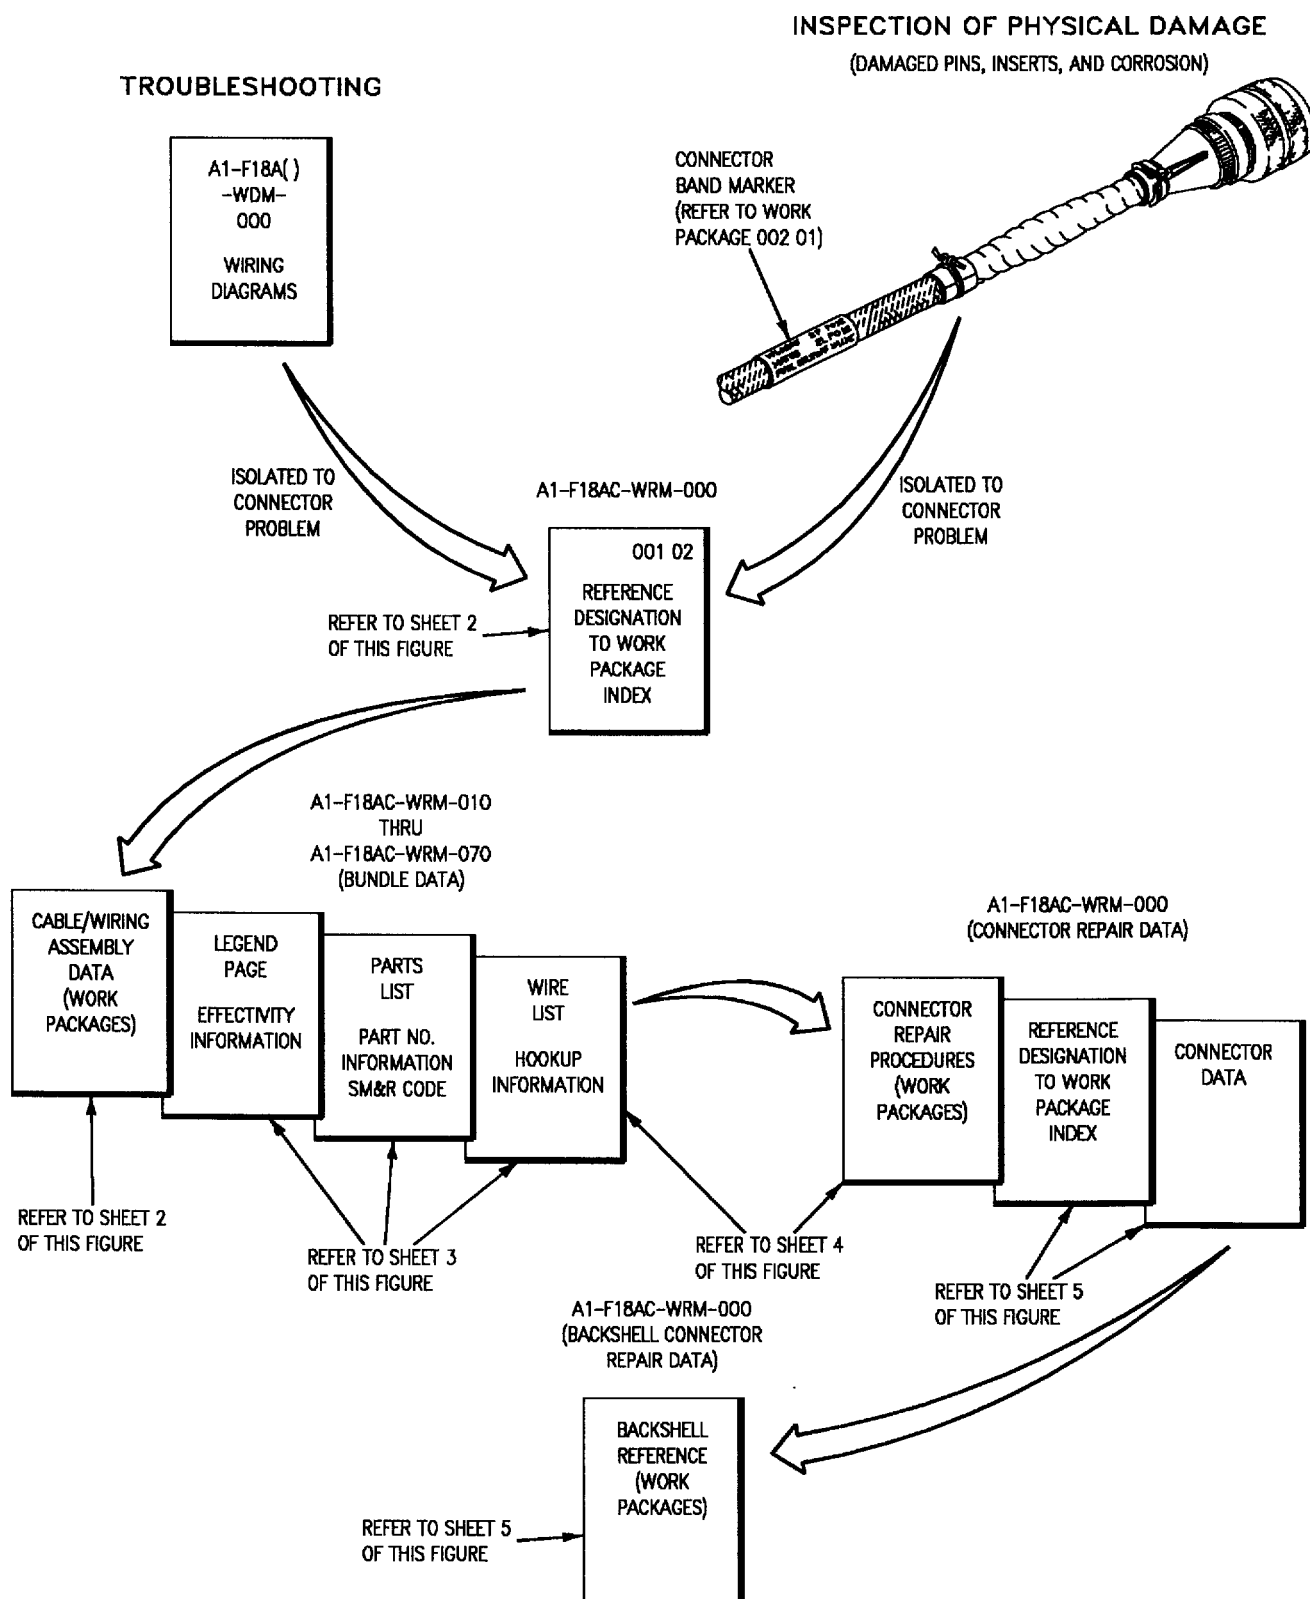 INSPECTION OF PHYSICAL DAMAGE
(DAMAGED PINS, INSERTS, AND CORROSION)
TROUBLESHOOTING
A1-F18A( )
-WDM-
000
WIRING
DIAGRAMS
CONNECTOR
BAND MARKER
(REFER TO WORK
PACKAGE 002 01)
ISOLATED TO
CONNECTOR
PROBLEM
A1-F18AC-WRM-000
ISOLATED TO
CONNECTOR
PROBLEM
001 02
REFERENCE
DESIGNATION
TO WORK
PACKAGE
INDEX
REFER TO SHEET 2
OF THIS FIGURE
A1-F18AC-WRM-010
THRU
A1-F18AC-WRM-070
(BUNDLE DATA)
CABLE/WIRING
ASSEMBLY
DATA
(WORK
PACKAGES)
LEGEND
PAGE
EFFECTIVITY
INFORMATION
PARTS
LIST
PART NO.
INFORMATION
SM&R CODE
WIRE
LIST
HOOKUP
INFORMATION
A1-F18AC-WRM-000
(CONNECTOR REPAIR DATA)
CONNECTOR
REPAIR
PROCEDURES
(WORK
PACKAGES)
REFERENCE
DESIGNATION
TO WORK
PACKAGE
INDEX
CONNECTOR
DATA
REFER TO SHEET 2
OF THIS FIGURE
REFER TO SHEET 3
OF THIS FIGURE
REFER TO SHEET 4
OF THIS FIGURE
REFER TO SHEET 5
OF THIS FIGURE
A1-F18AC-WRM-000
(BACKSHELL CONNECTOR
REPAIR DATA)
BACKSHELL
REFERENCE
(WORK
PACKAGES)
REFER TO SHEET 5
OF THIS FIGURE